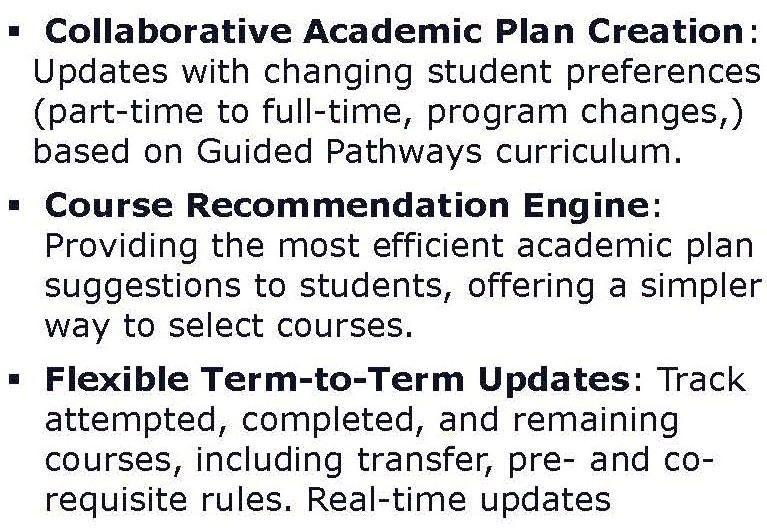 ▪ Collaborative Academic Plan Creation:
Updates with changing student preferences
(part-time to full-time, program changes,)
based on Guided Pathways curriculum.
▪ Course Recommendation Engine:
Providing the most efficient academic plan
suggestions to students, offering a simpler
way to select courses.
▪ Flexible Term-to-Term Updates: Track
attempted, completed, and remaining
courses, including transfer, pre- and co-
requisite rules. Real-time updates